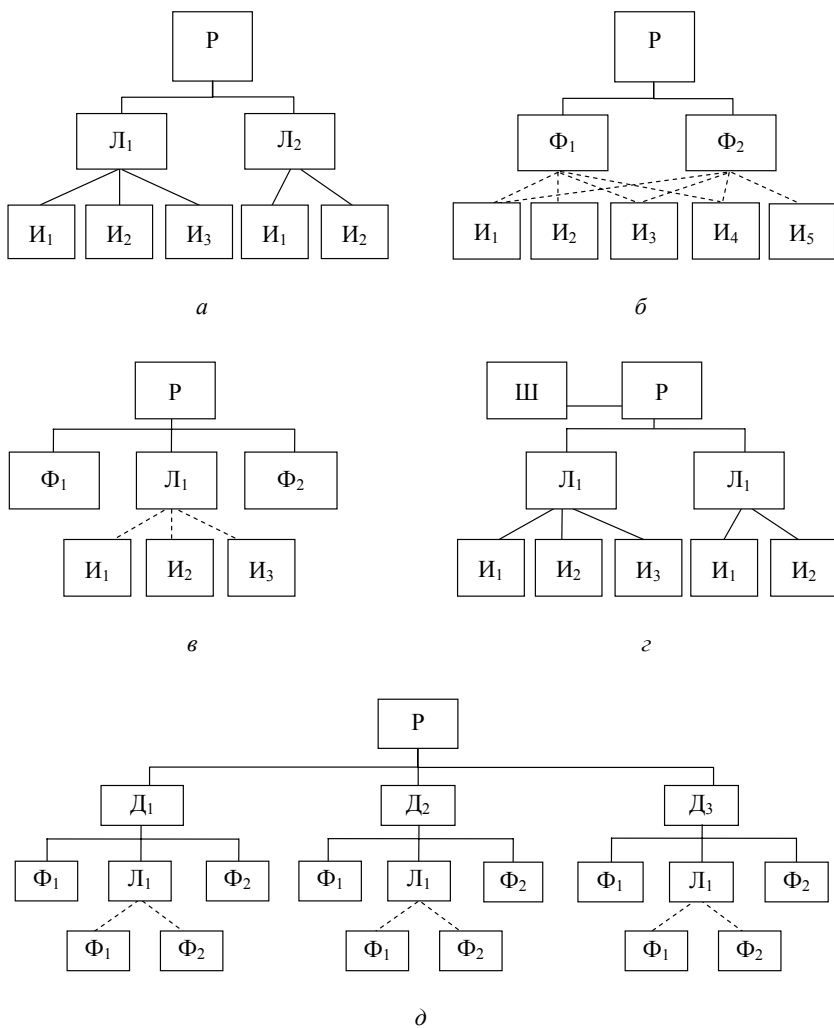 Р Р
Л₁ Л₂ Ф₁ Ф₂
И₁ И₂ И₃ И₁ И₂ И₁ И₂ И₃ И₄ И₅
а б
Р Ш Р
Ф₁ Л₁ Ф₂ Л₁ Л₁
И₁ И₂ И₃ И₁ И₂ И₃ И₁ И₂
в г
Р
Д₁ Д₂ Д₃
Ф₁ Л₁ Ф₂ Ф₁ Л₁ Ф₂ Ф₁ Л₁ Ф₂
Ф₁ Ф₂ Ф₁ Ф₂ Ф₁ Ф₂
д